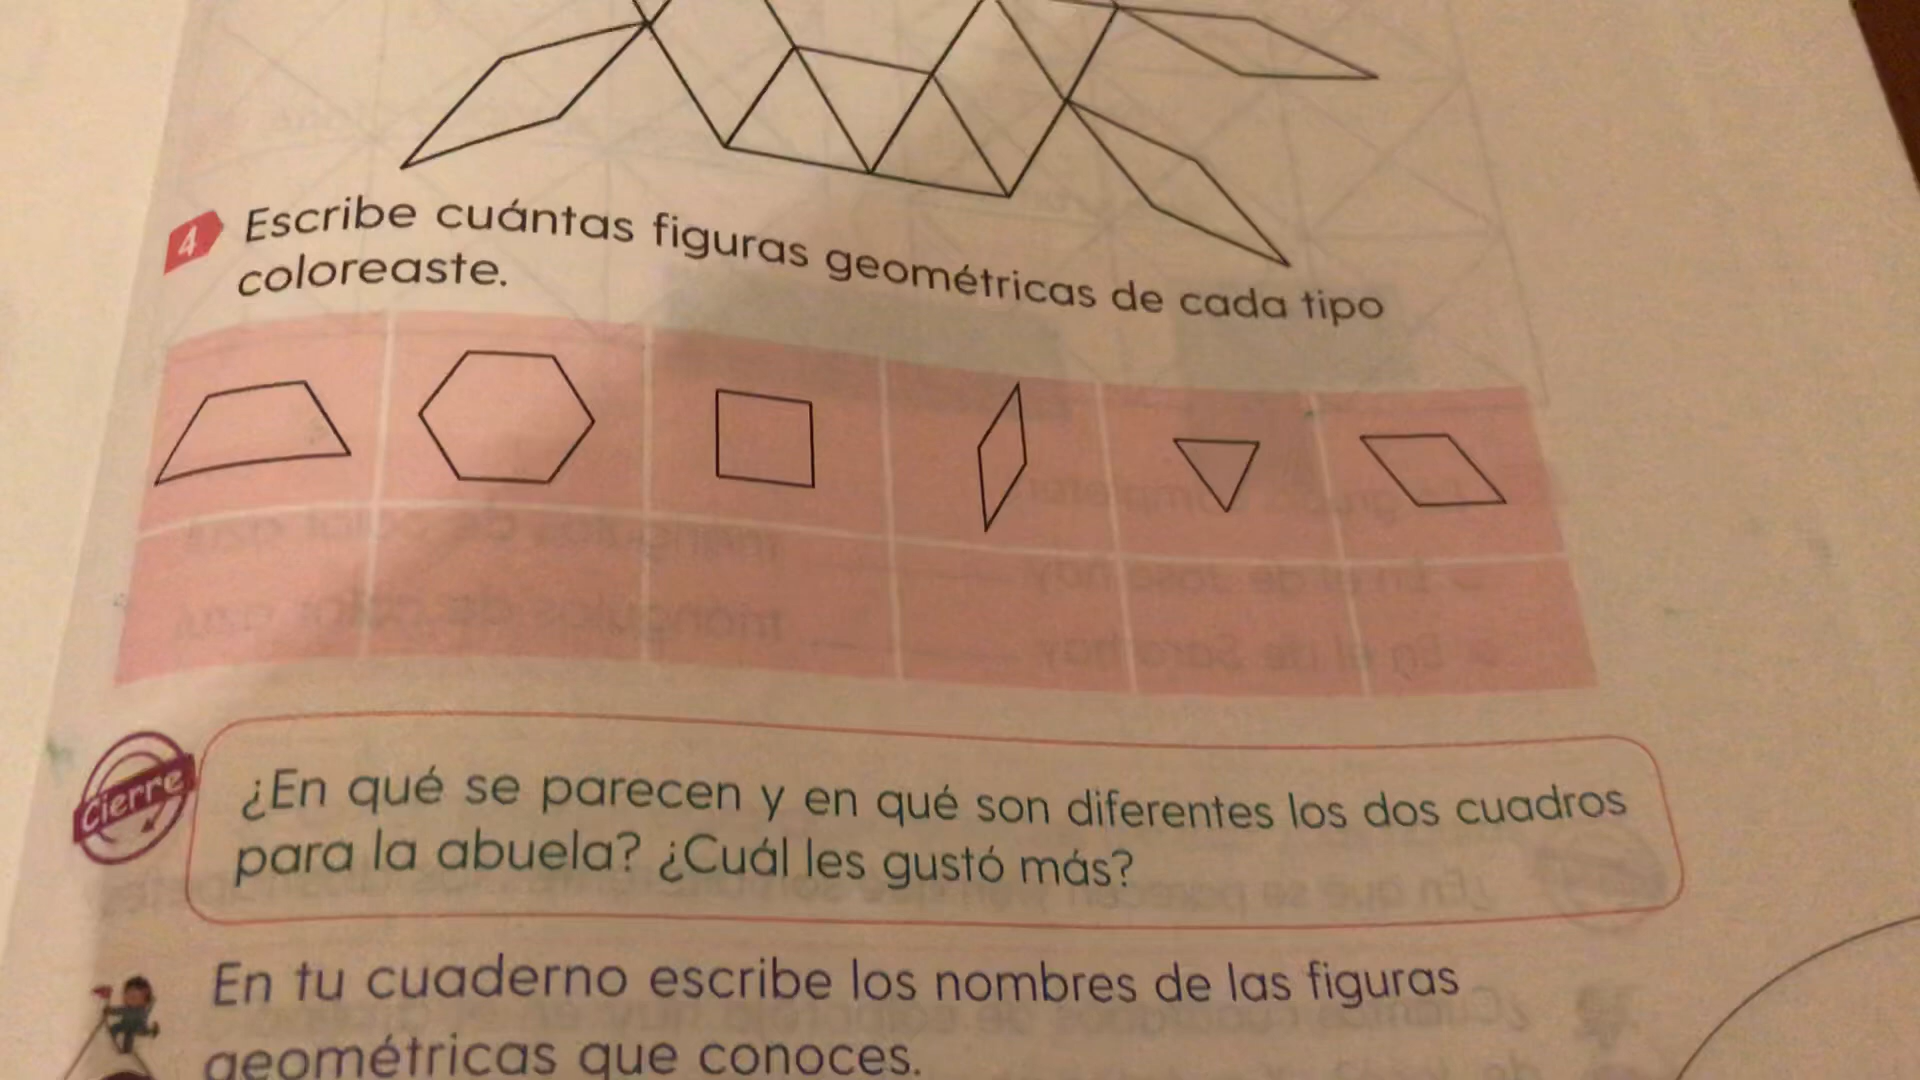 4 Escribe cuántas figuras geométricas de cada tipo
coloreaste.
Cierre
¿En qué se parecen y en qué son diferentes los dos cuadros
para la abuela? ¿Cuál les gustó más?
En tu cuaderno escribe los nombres de las figuras
geométricas que conoces.